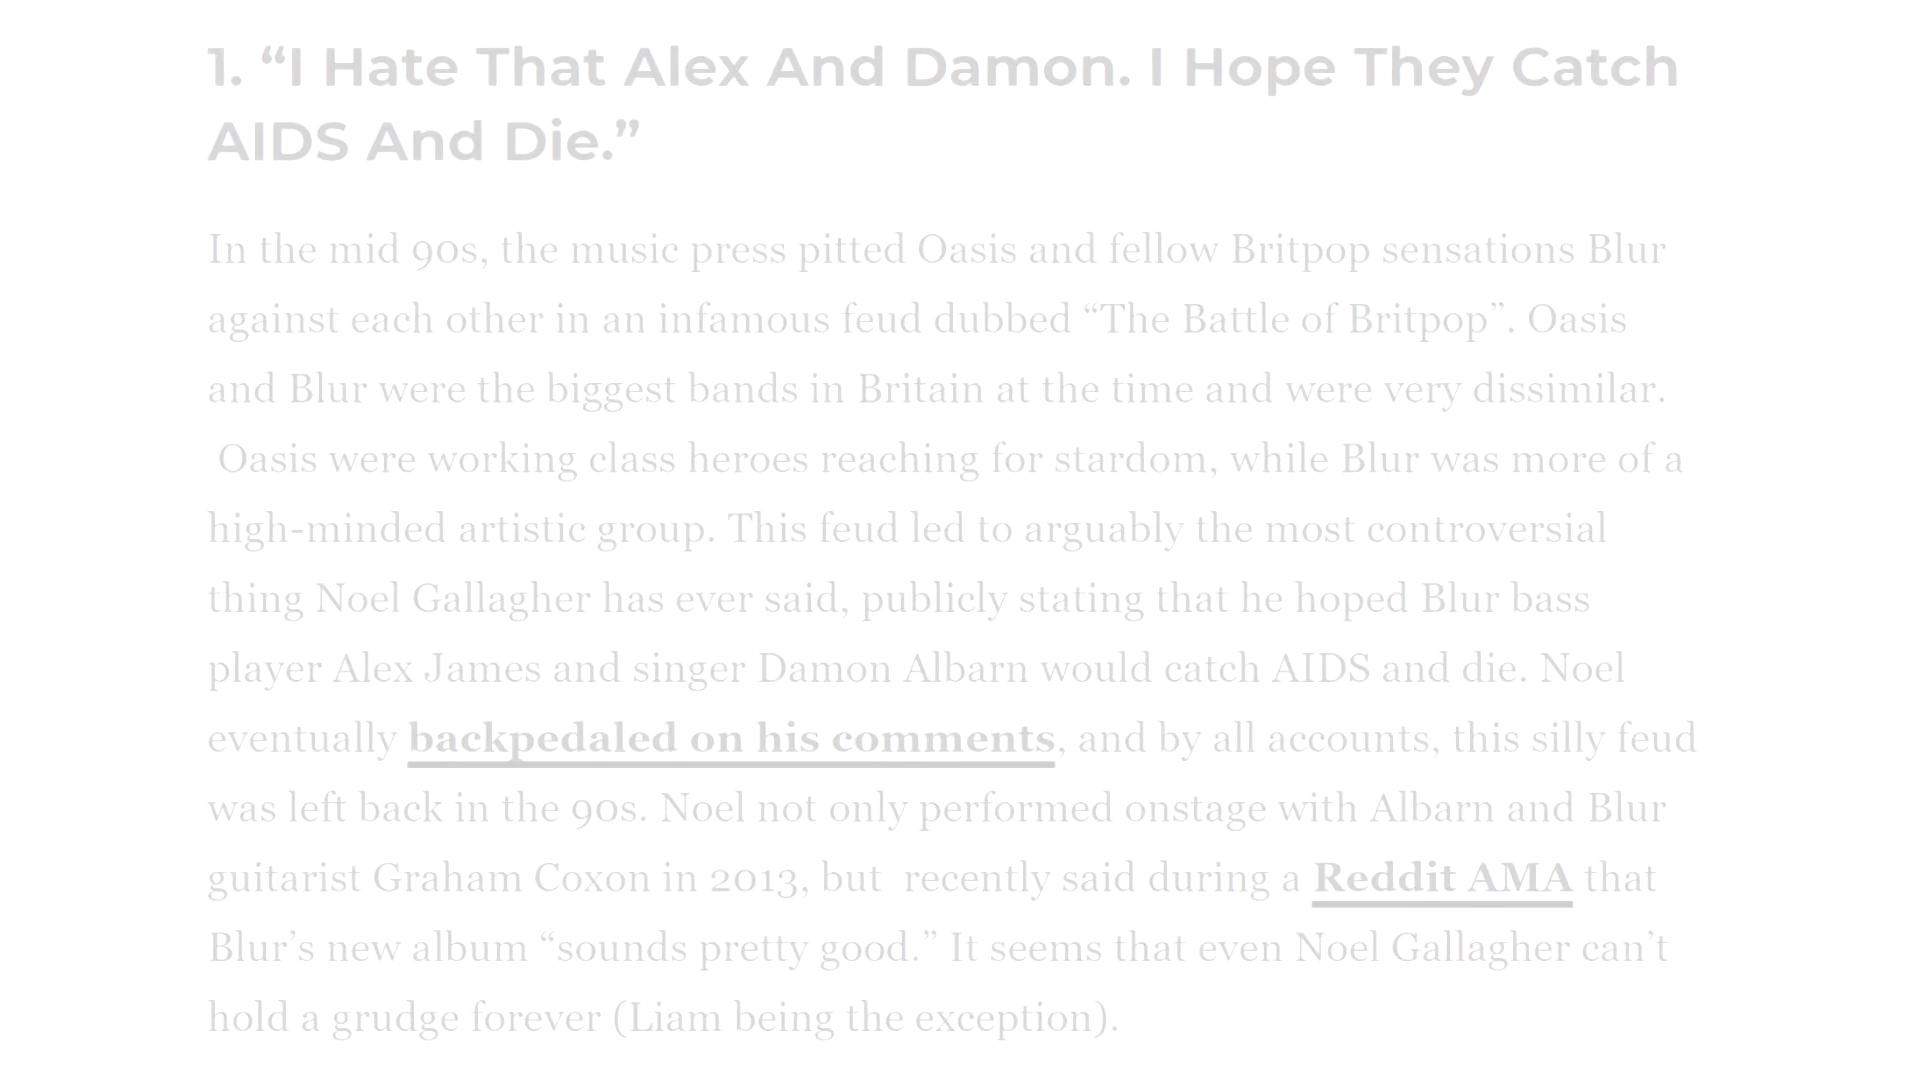 1. “I Hate That Alex And Damon. I Hope They Catch
AIDS And Die.”
In the mid 90s, the music press pitted Oasis and fellow Britpop sensations Blur
against each other in an infamous feud dubbed “The Battle of Britpop”. Oasis
and Blur were the biggest bands in Britain at the time and were very dissimilar.
Oasis were working class heroes reaching for stardom, while Blur was more of a
high-minded artistic group. This feud led to arguably the most controversial
thing Noel Gallagher has ever said, publicly stating that he hoped Blur bass
player Alex James and singer Damon Albarn would catch AIDS and die. Noel
eventually backpedaled on his comments, and by all accounts, this silly feud
was left back in the 90s. Noel not only performed onstage with Albarn and Blur
guitarist Graham Coxon in 2013, but  recently said during a Reddit AMA that
Blur’s new album “sounds pretty good.” It seems that even Noel Gallagher can’t
hold a grudge forever (Liam being the exception).